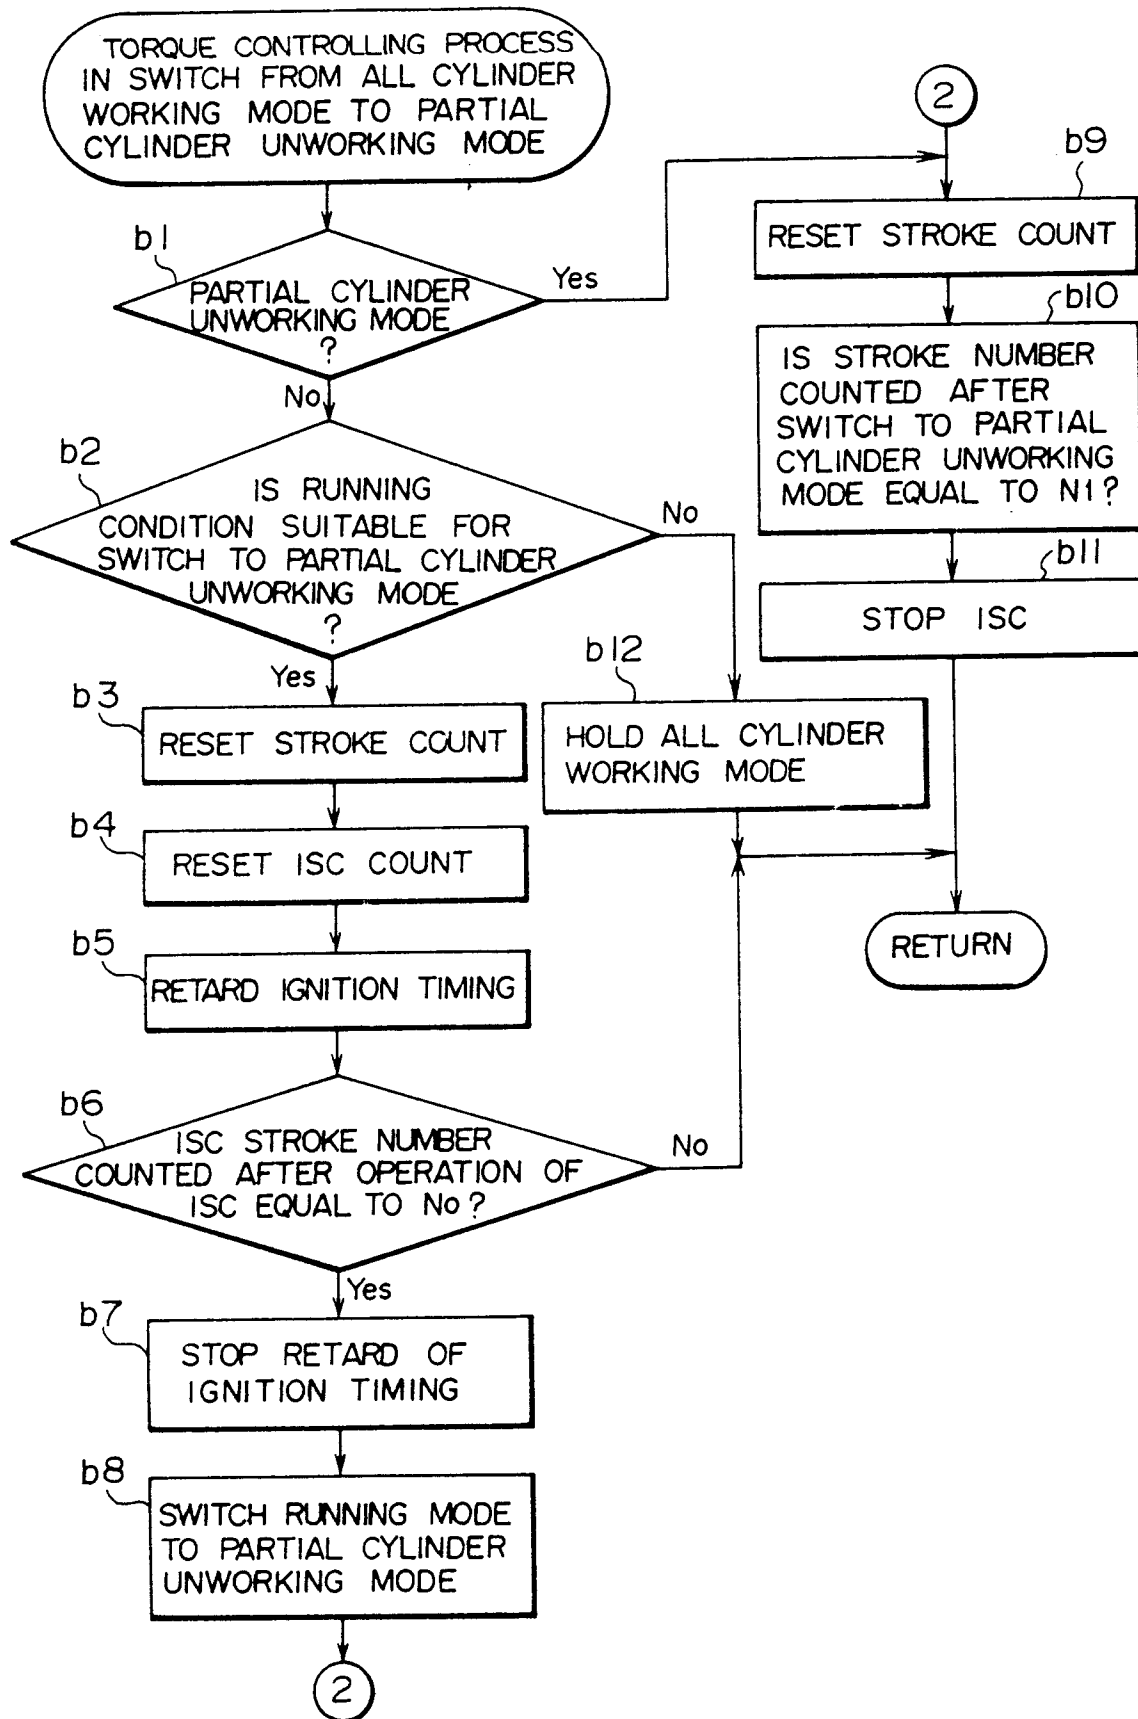 TORQUE CONTROLLING PROCESS
IN SWITCH FROM ALL CYLINDER
WORKING MODE TO PARTIAL
CYLINDER UNWORKING MODE
b1
PARTIAL CYLINDER
UNWORKING MODE
?
Yes
No
b2
IS RUNNING
CONDITION SUITABLE FOR
SWITCH TO PARTIAL CYLINDER
UNWORKING MODE
?
No
Yes
b3
RESET STROKE COUNT
b4
RESET ISC COUNT
b5
RETARD IGNITION TIMING
b6
ISC STROKE NUMBER
COUNTED AFTER OPERATION OF
ISC EQUAL TO No?
No
Yes
b7
STOP RETARD OF
IGNITION TIMING
b8
SWITCH RUNNING MODE
TO PARTIAL CYLINDER
UNWORKING MODE
2
2
b9
RESET STROKE COUNT
b10
IS STROKE NUMBER
COUNTED AFTER
SWITCH TO PARTIAL
CYLINDER UNWORKING
MODE EQUAL TO N1?
b11
STOP ISC
b12
HOLD ALL CYLINDER
WORKING MODE
RETURN